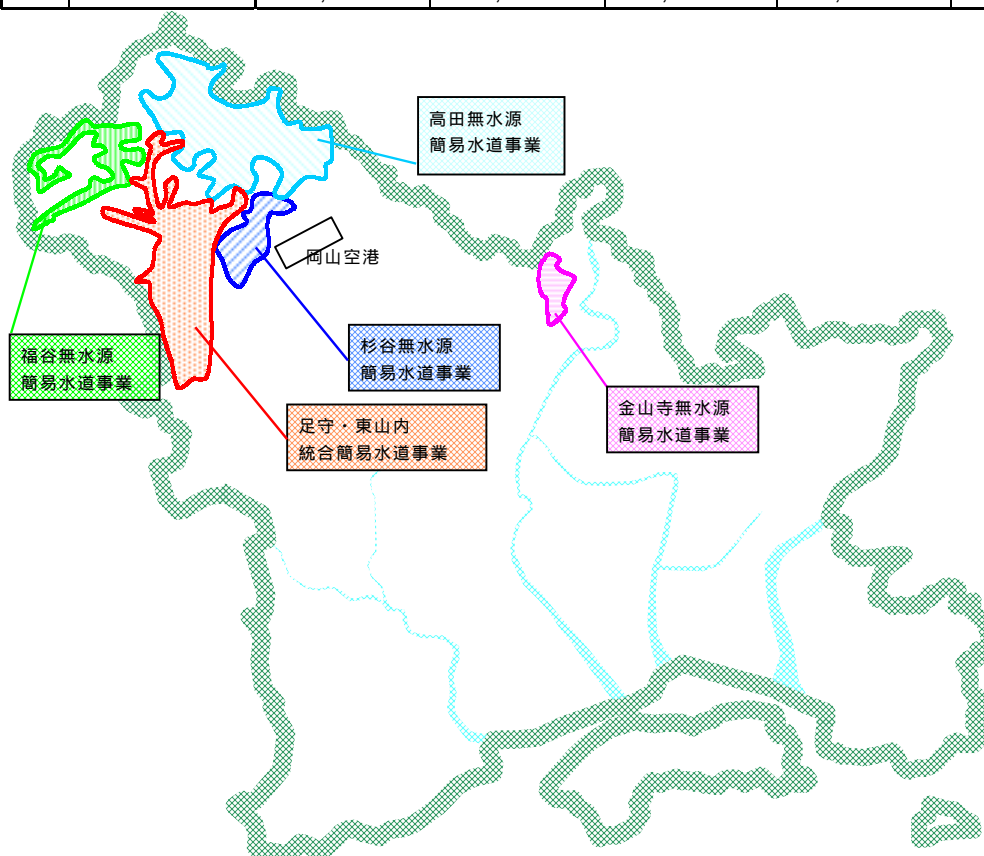 高田無水源
簡易水道事業
岡山空港
福谷無水源
簡易水道事業
杉谷無水源
簡易水道事業
足守・東山内
統合簡易水道事業
金山寺無水源
簡易水道事業